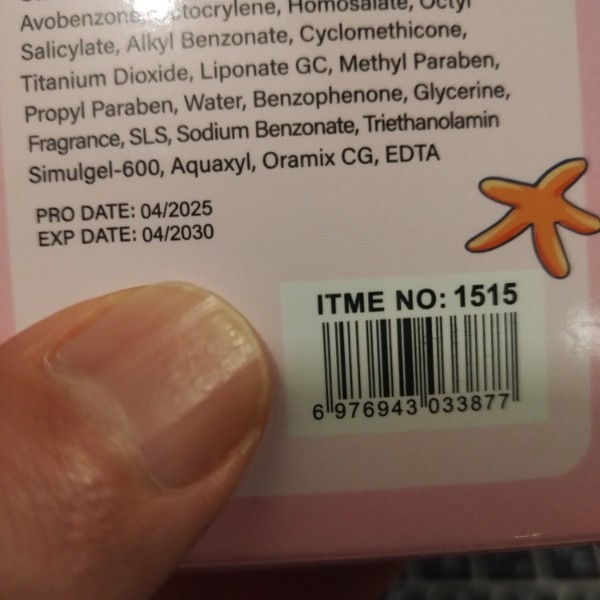 Homosalate, Octyl
Salicylate, Alkyl Benzonate, Cyclomethicone,
Titanium Dioxide, Liponate GC, Methyl Paraben,
Propyl Paraben, Water, Benzophenone, Glycerine,
Fragrance, SLS, Sodium Benzonate, Triethanolamin
Simulgel-600, Aquaxyl, Oramix CG, EDTA
PRO DATE: 04/2025
EXP DATE: 04/2030
ITME NO: 1515
6 976943 033877